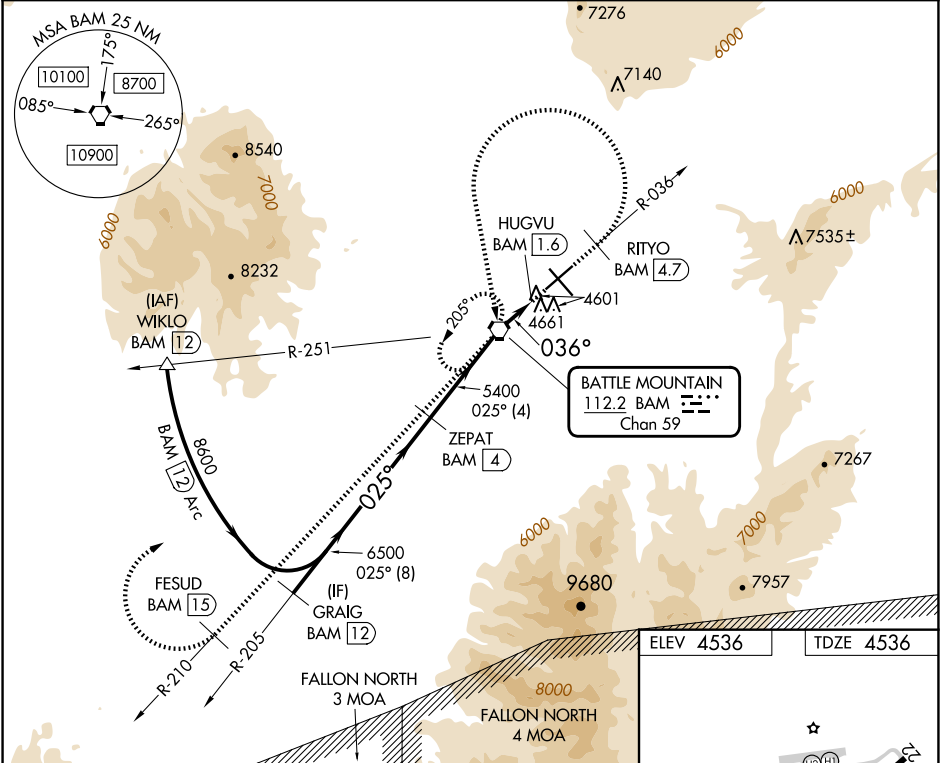 MSA BAM 25 NM
175°
10100
8700
085°
265°
10900
7276
6000
7140
8540
7000
6000
8232
6000
7535±
R-036
HUGVU
BAM 1.6
RITYO
BAM 4.7
4601
4661
(IAF)
WIKLO
BAM 12
R-251
205°
036°
BATTLE MOUNTAIN
112.2 BAM
Chan 59
5400
025° (4)
ZEPAT
BAM 4
8600
BAM 12 Arc
025°
7267
7000
6000
6500
025° (8)
FESUD
BAM 15
(IF)
GRAIG
BAM 12
9680
7957
R-210
R-205
FALLON NORTH
3 MOA
8000
FALLON NORTH
4 MOA
ELEV 4536
TDZE 4536
22